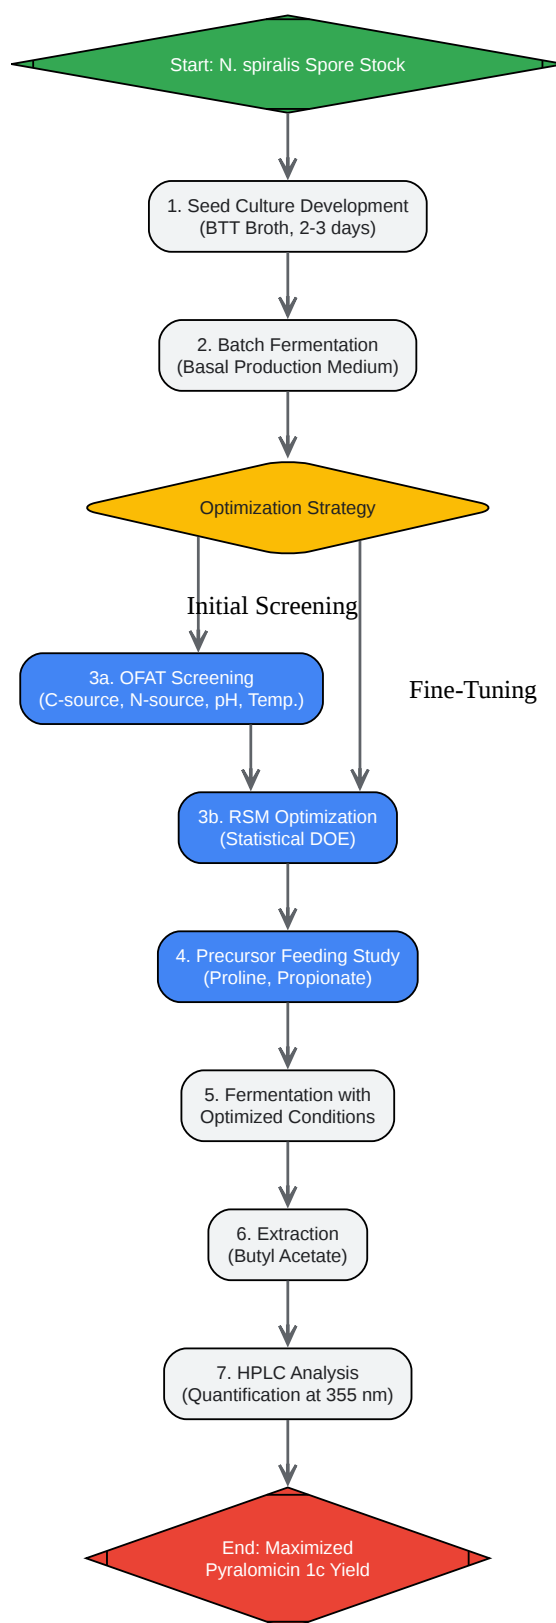 Start: N. spiralis Spore Stock
1. Seed Culture Development
(BTT Broth, 2-3 days)
2. Batch Fermentation
(Basal Production Medium)
Optimization Strategy
Initial Screening
3a. OFAT Screening
(C-source, N-source, pH, Temp.)
Fine-Tuning
3b. RSM Optimization
(Statistical DOE)
4. Precursor Feeding Study
(Proline, Propionate)
5. Fermentation with
Optimized Conditions
6. Extraction
(Butyl Acetate)
7. HPLC Analysis
(Quantification at 355 nm)
End: Maximized
Pyralomicin 1c Yield